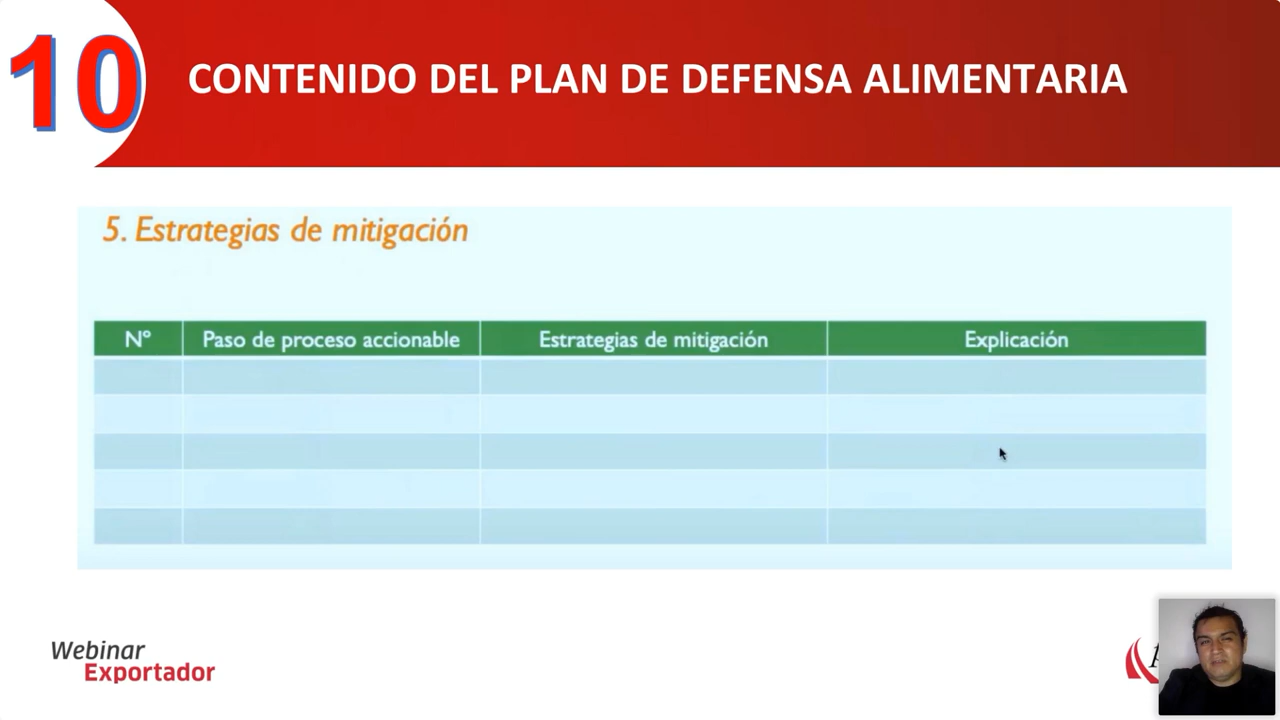 10
CONTENIDO DEL PLAN DE DEFENSA ALIMENTARIA
5. Estrategias de mitigación
Nº Paso de proceso accionable Estrategias de mitigación Explicación
Webinar
Exportador